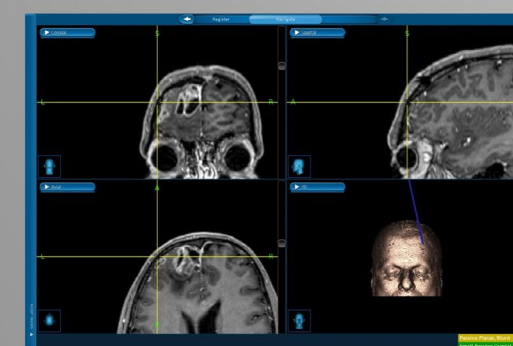 Register
Navigate
Coronal
S
L
R
Sagittal
S
A
Axial
A
L
R
3D
Passive Planar, Blunt